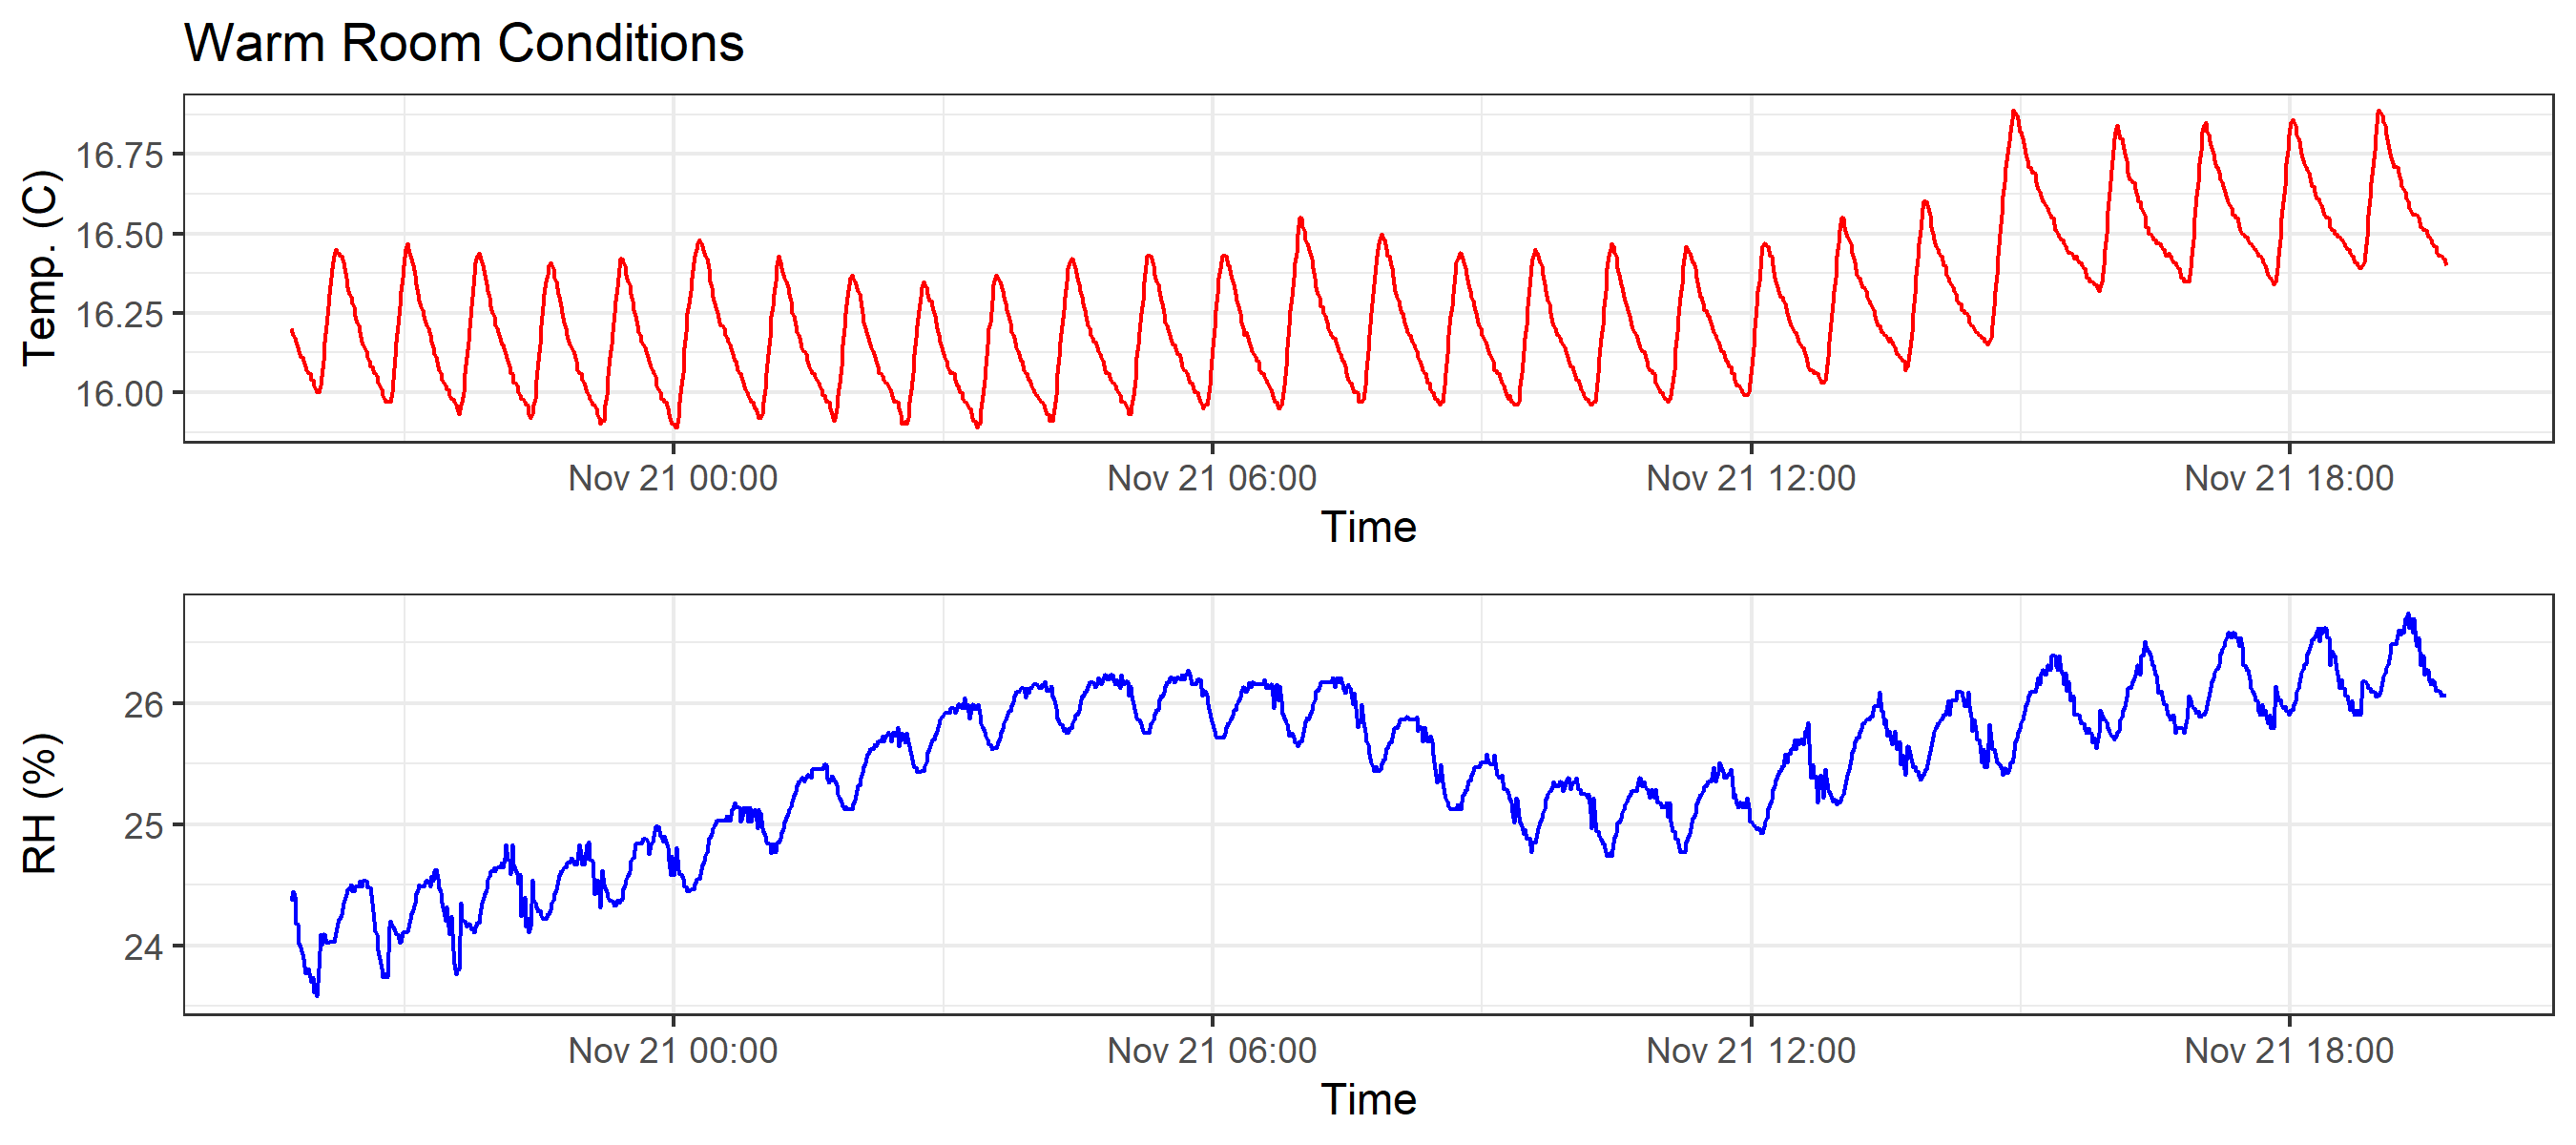 Warm Room Conditions
Temp. (C)
16.75
16.50
16.25
16.00
Nov 21 00:00 Nov 21 06:00 Nov 21 12:00 Nov 21 18:00
Time
RH (%)
26
25
24
Nov 21 00:00 Nov 21 06:00 Nov 21 12:00 Nov 21 18:00
Time